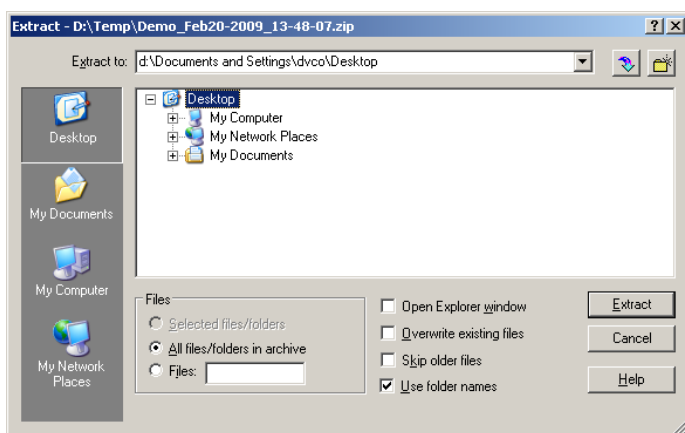 Extract - D:\Temp\Demo_Feb20-2009_13-48-07.zip
Extract to: d:\Documents and Settings\dvco\Desktop
Desktop
My Documents
My Computer
My Network
Places
Desktop
My Computer
My Network Places
My Documents
Files
Selected files/folders
All files/folders in archive
Files:
Open Explorer window
Overwrite existing files
Skip older files
Use folder names
Extract
Cancel
Help